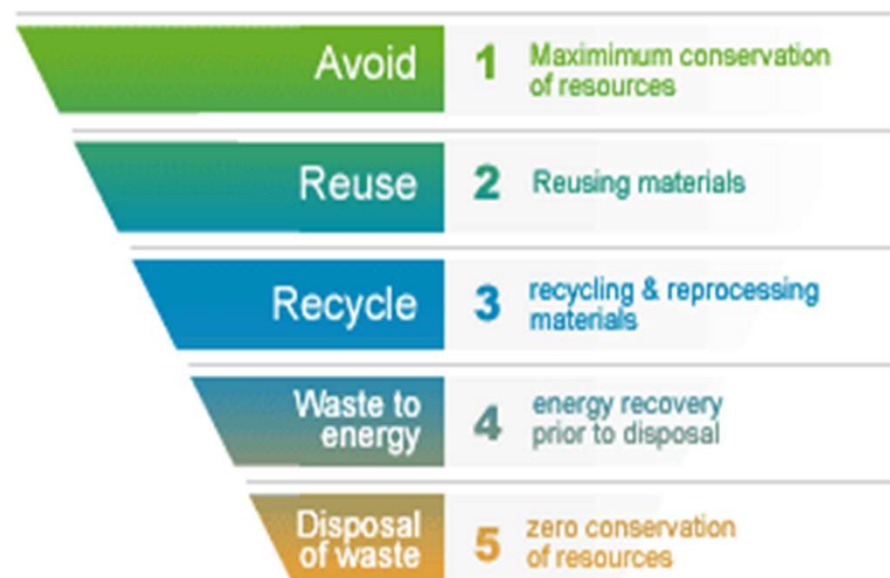 Avoid 1 Maximimum conservation
of resources
Reuse 2 Reusing materials
Recycle 3 recycling & reprocessing
materials
Waste to
energy
4
energy recovery
prior to disposal
Disposal
of waste
5
zero conservation
of resources